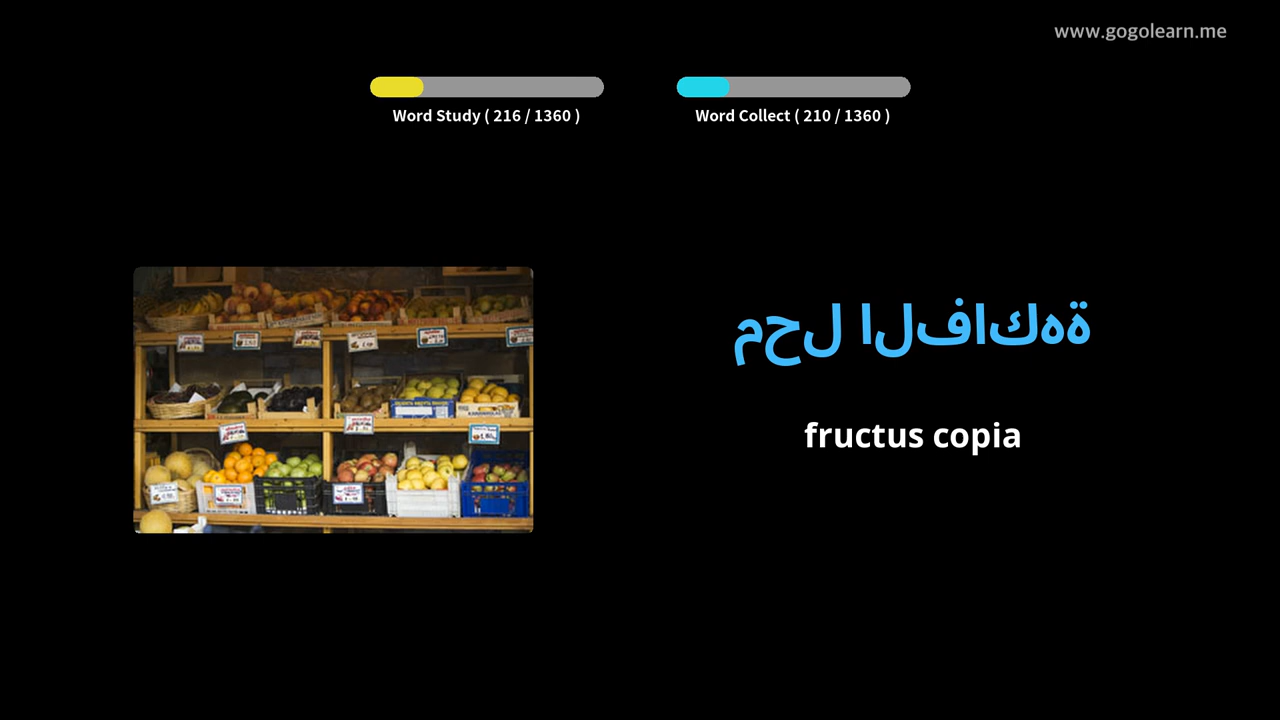 www.gogolearn.me
Word Study ( 216 / 1360 )
Word Collect ( 210 / 1360 )
محل الفاكهة
fructus copia